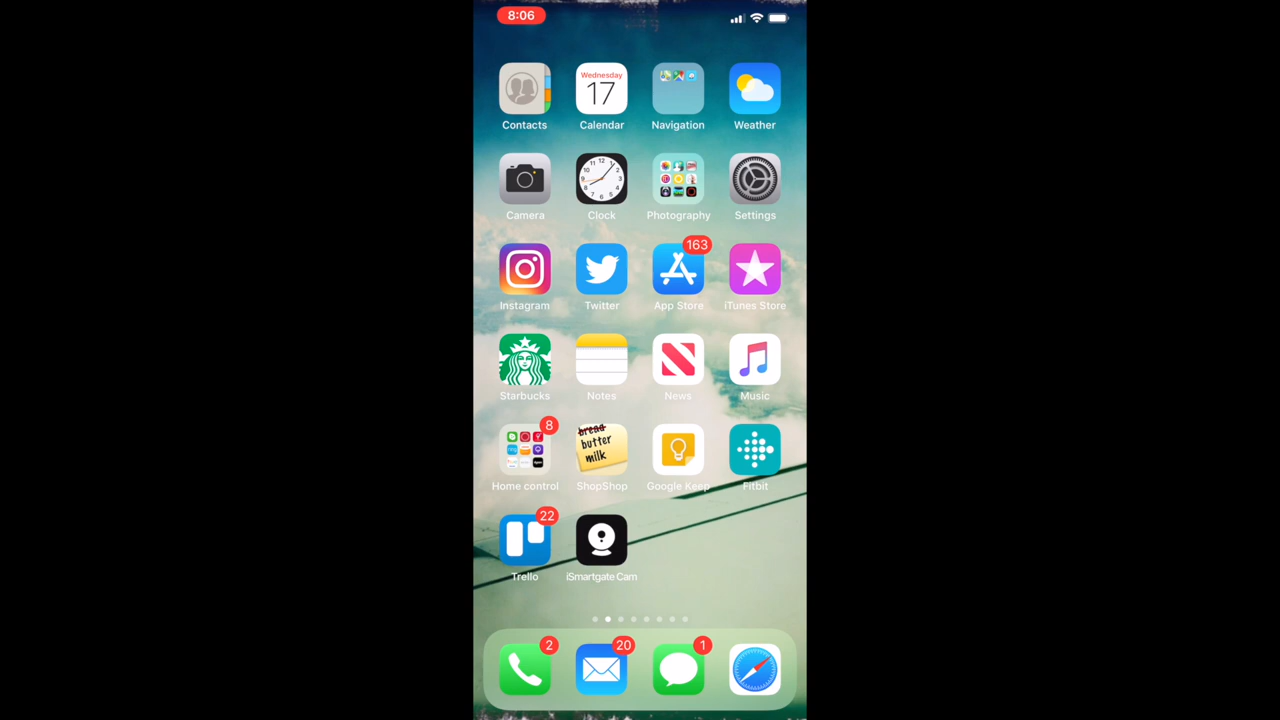 8:06
Wednesday
17
Contacts
Calendar
Navigation
Weather
Camera
Clock
Photography
Settings
163
Instagram
Twitter
App Store
iTunes Store
Starbucks
Notes
News
Music
8
bread
butter
milk
Home control
ShopShop
Google Keep
Fitbit
22
Trello
iSmartgate Cam
2
20
1